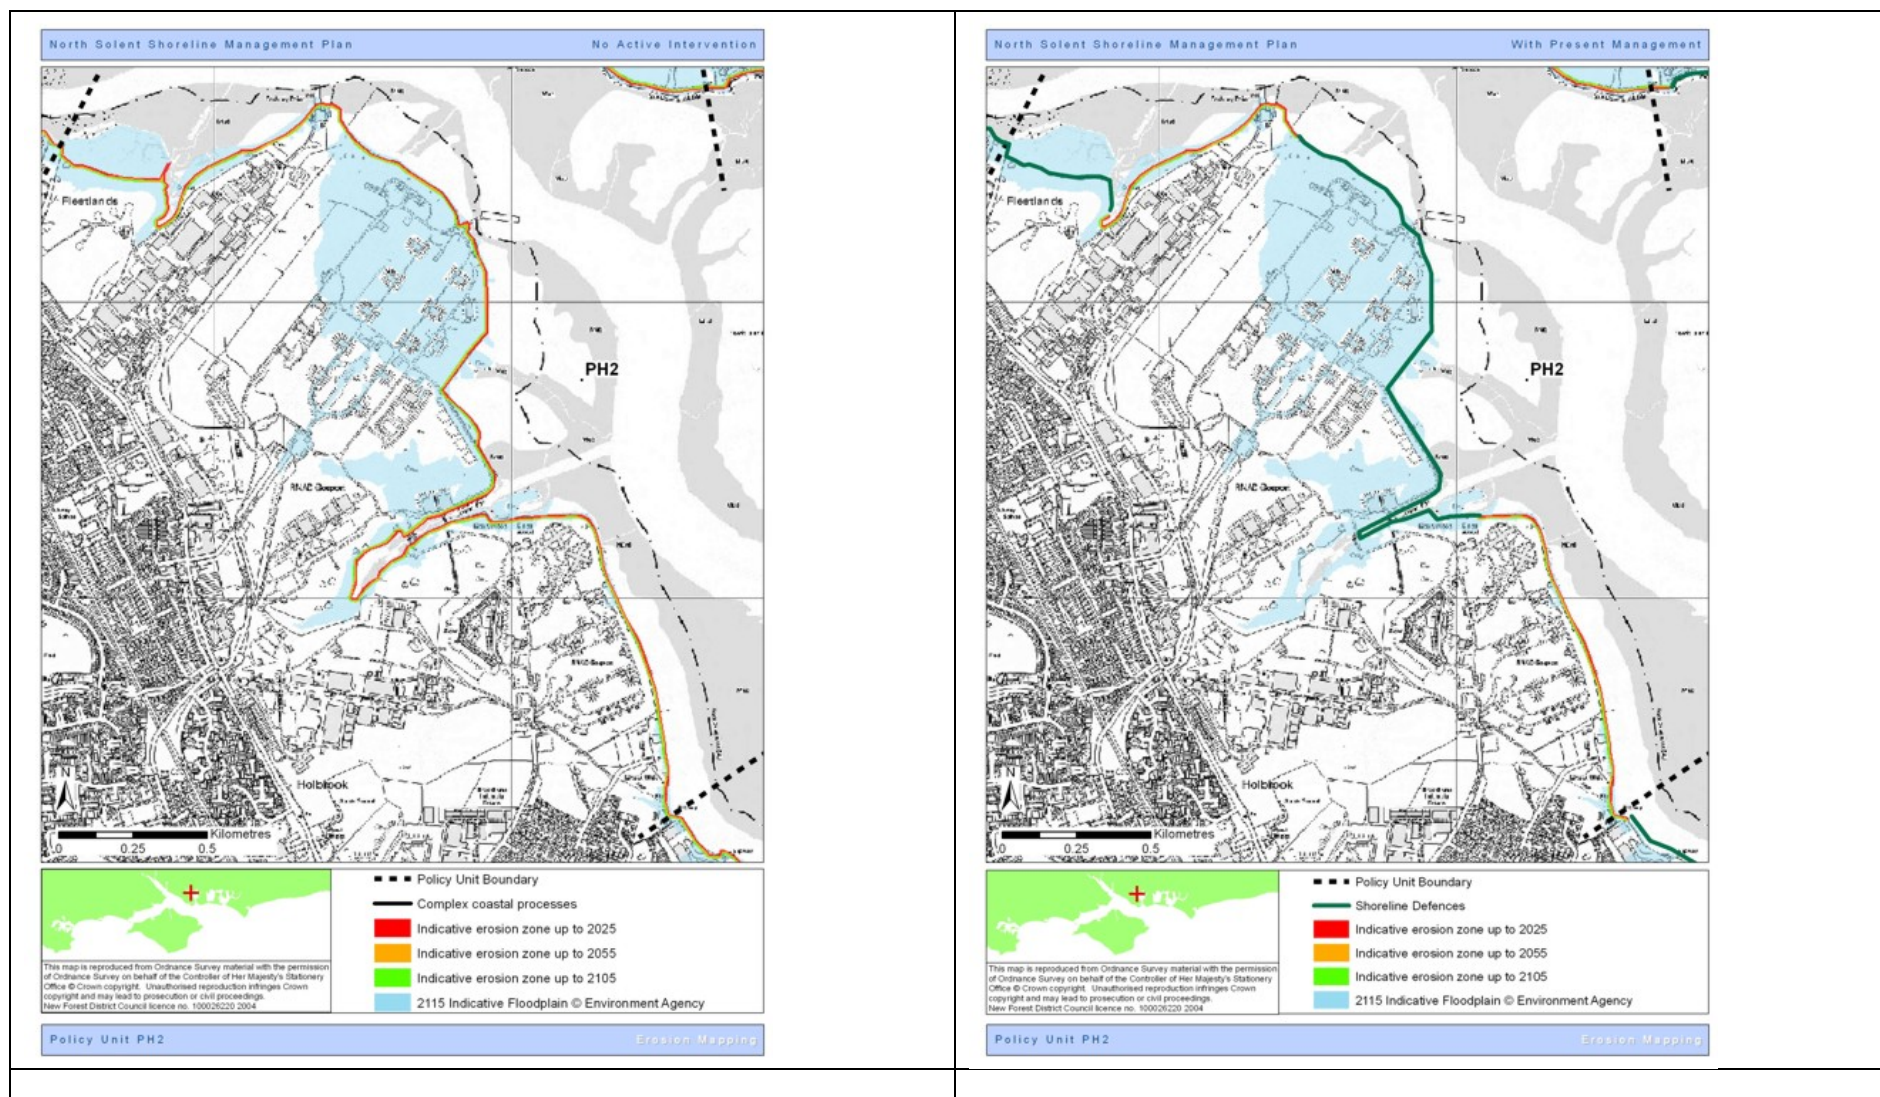 North Solent Shoreline Management Plan No Active Intervention
Fleetlands
PH2
RNAD Gosport
RNAD Gosport
Holbrook
N
Kilometres
0 0.25 0.5
Policy Unit Boundary
Complex coastal processes
Indicative erosion zone up to 2025
Indicative erosion zone up to 2055
Indicative erosion zone up to 2105
2115 Indicative Floodplain © Environment Agency
This map is reproduced from Ordnance Survey material with the permission
of Ordnance Survey on behalf of the Controller of Her Majesty's Stationery
Office © Crown copyright. Unauthorised reproduction infringes Crown
copyright and may lead to prosecution or civil proceedings.
New Forest District Council licence no. 100026220 2004
Policy Unit PH2 Erosion Mapping
North Solent Shoreline Management Plan With Present Management
Fleetlands
PH2
RNAD Gosport
RNAD Gosport
Holbrook
N
Kilometres
0 0.25 0.5
Policy Unit Boundary
Shoreline Defences
Indicative erosion zone up to 2025
Indicative erosion zone up to 2055
Indicative erosion zone up to 2105
2115 Indicative Floodplain © Environment Agency
This map is reproduced from Ordnance Survey material with the permission
of Ordnance Survey on behalf of the Controller of Her Majesty's Stationery
Office © Crown copyright. Unauthorised reproduction infringes Crown
copyright and may lead to prosecution or civil proceedings.
New Forest District Council licence no. 100026220 2004
Policy Unit PH2 Erosion Mapping